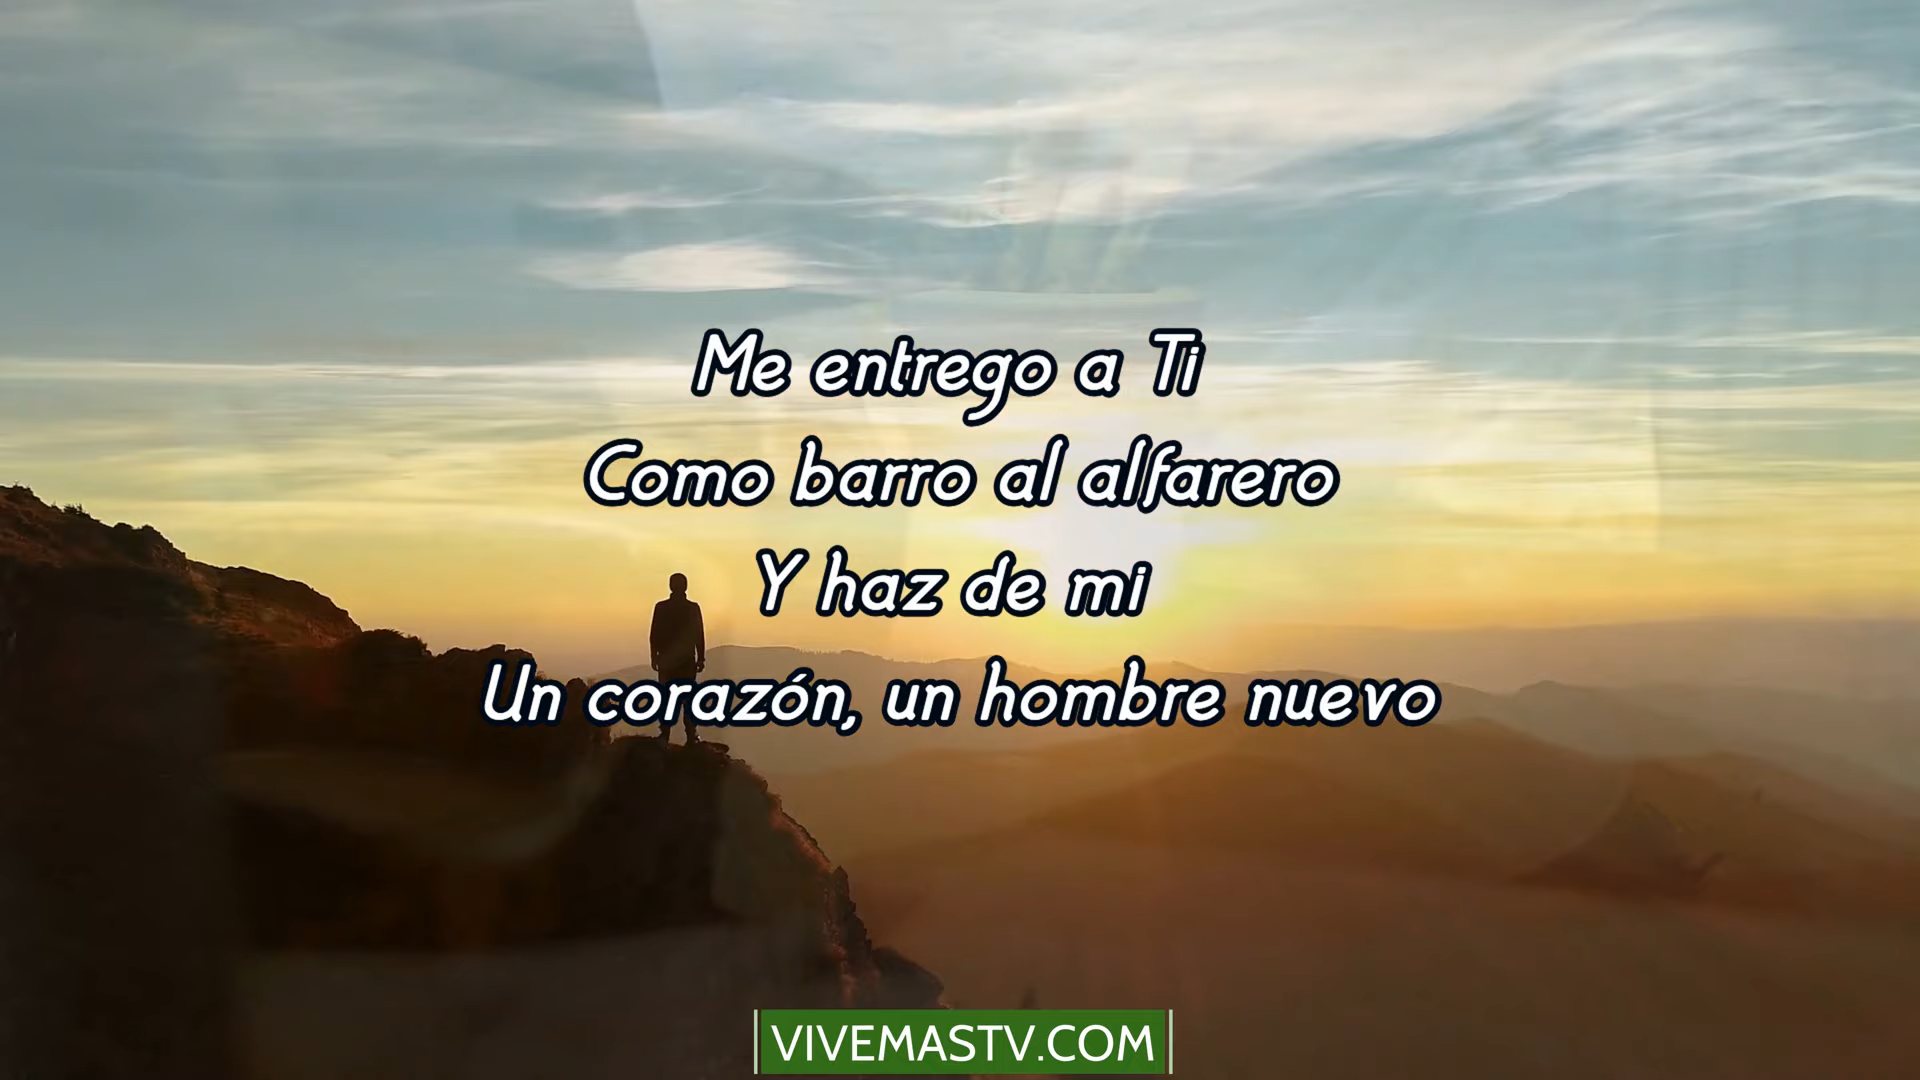 Me entrego a Ti
Como barro al alfarero
Y haz de mi
Un corazón, un hombre nuevo
VIVEMASTV.COM